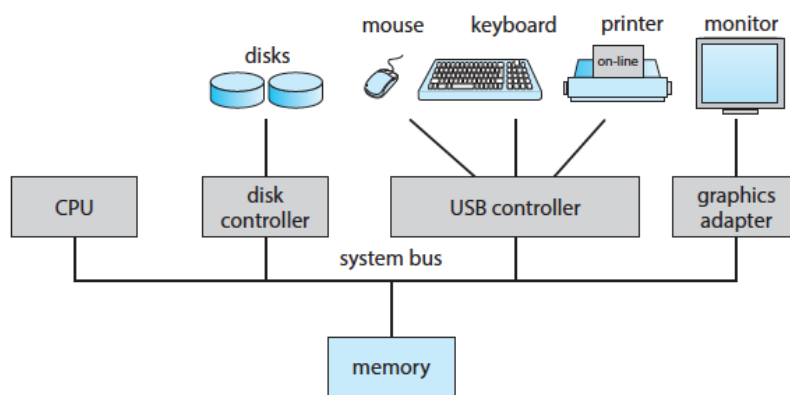 mouse
keyboard
printer
monitor
disks
on-line
CPU
disk
controller
USB controller
graphics
adapter
system bus
memory